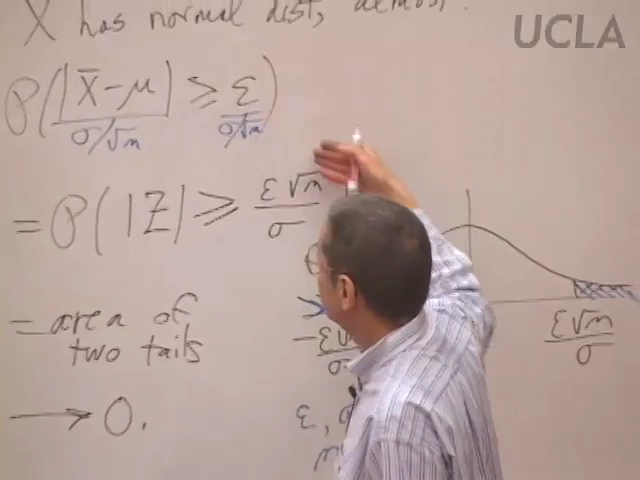 X̄ has normal dist, almost.
UCLA
P( |X̄ - μ| / (σ/√n) ≥ ε / (σ/√n) )
= P( |Z| ≥ ε√n / σ
= area of
two tails
→ 0.
-ε√
σ
ε√n / σ
ε, σ
n